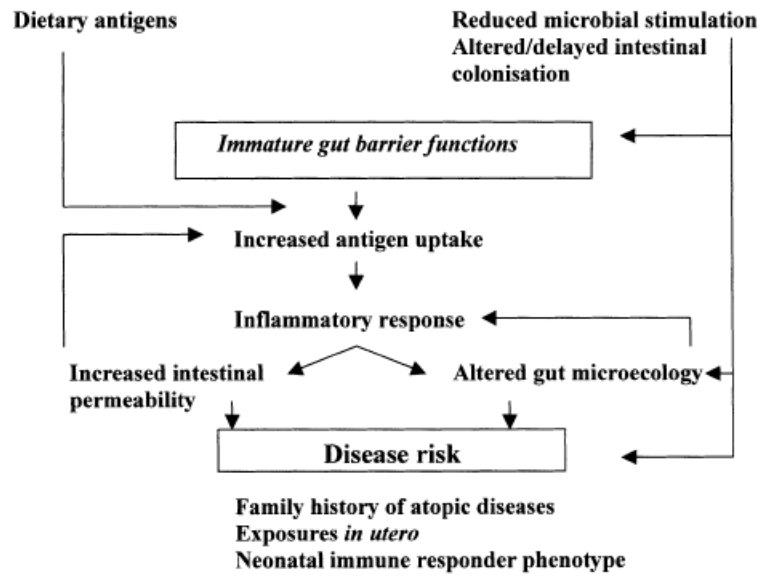 Dietary antigens
Reduced microbial stimulation
Altered/delayed intestinal
colonisation
Immature gut barrier functions
Increased antigen uptake
Inflammatory response
Increased intestinal
permeability
Altered gut microecology
Disease risk
Family history of atopic diseases
Exposures in utero
Neonatal immune responder phenotype